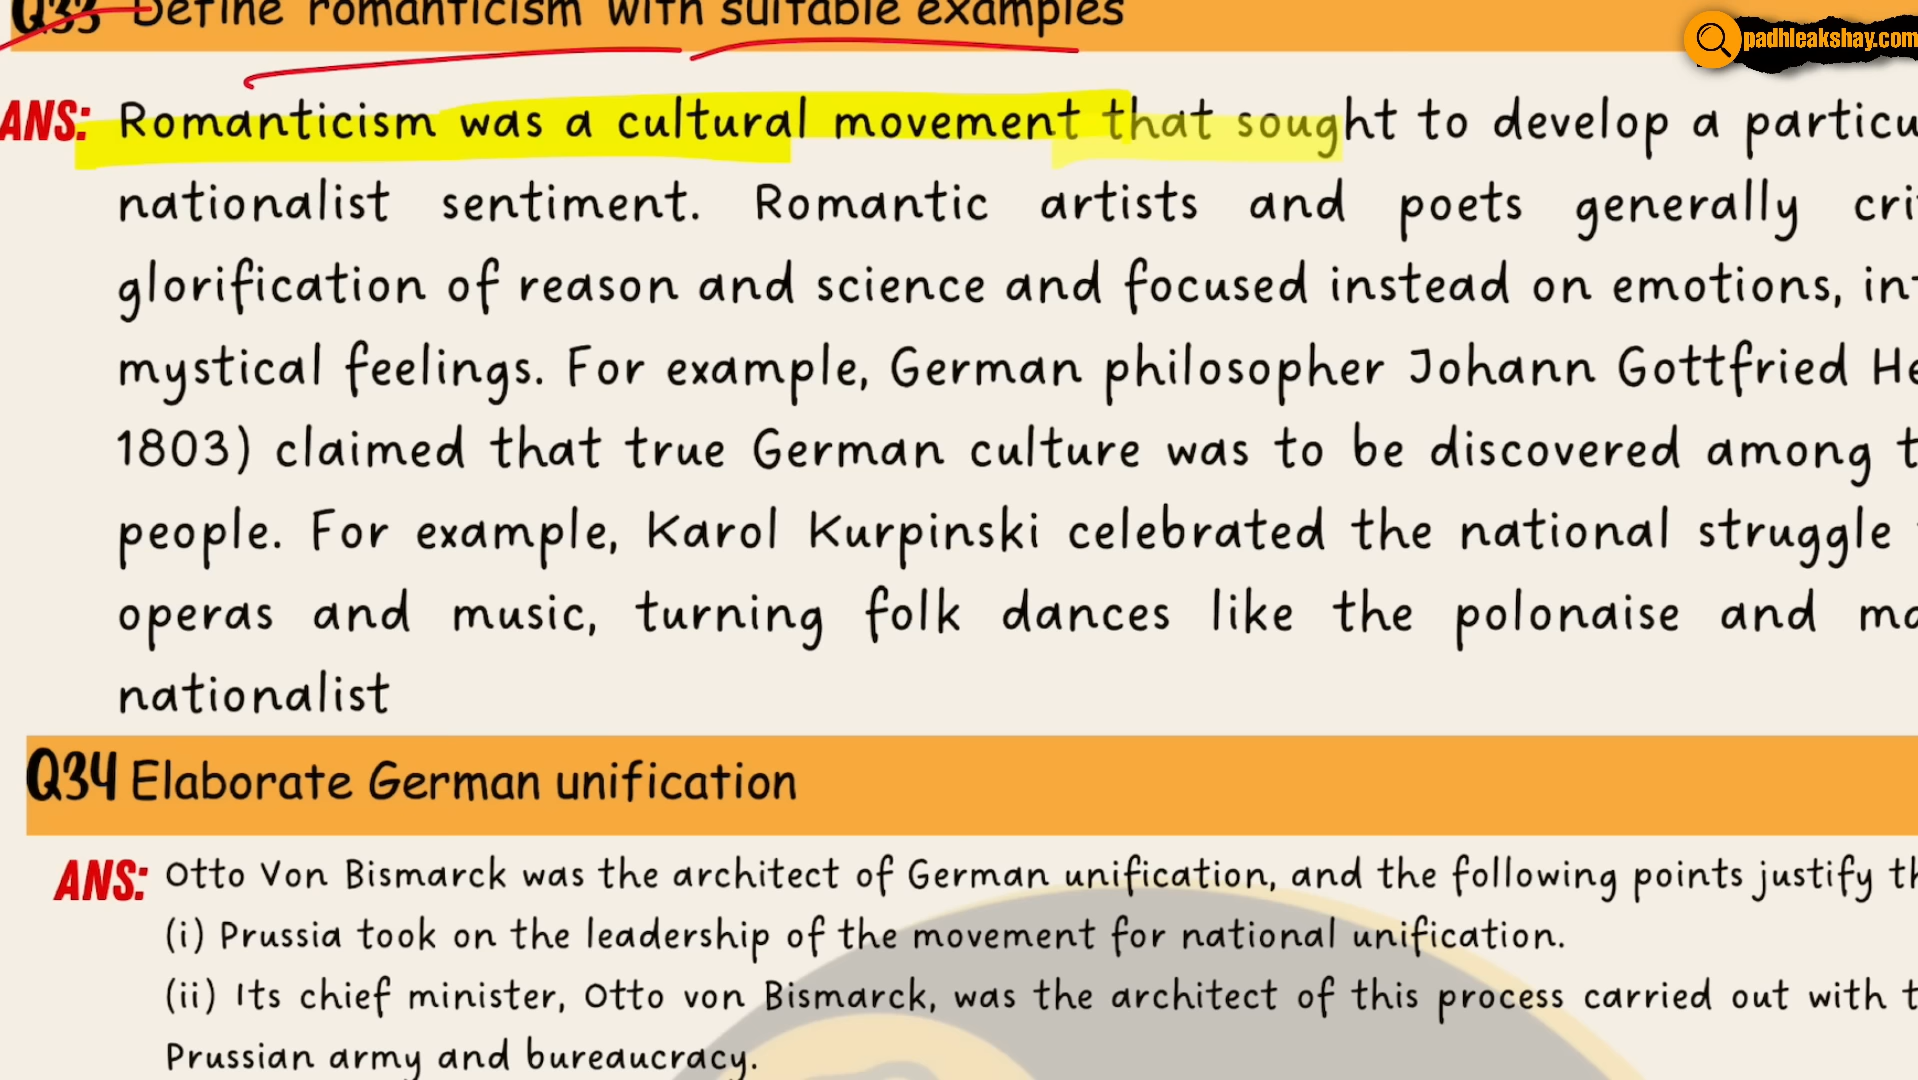 Q33 Define romanticism with suitable examples
padhleakshay.com
ANS: Romanticism was a cultural movement that sought to develop a
nationalist sentiment. Romantic artists and poets generally
glorification of reason and science and focused instead on emotions,
mystical feelings. For example, German philosopher Johann Gottfried
1803) claimed that true German culture was to be discovered among
people. For example, Karol Kurpinski celebrated the national struggle
operas and music, turning folk dances like the polonaise and
nationalist
Q34 Elaborate German unification
ANS: Otto Von Bismarck was the architect of German unification, and the following points justify
(i) Prussia took on the leadership of the movement for national unification.
(ii) Its chief minister, Otto von Bismarck, was the architect of this process carried out with
Prussian army and bureaucracy.